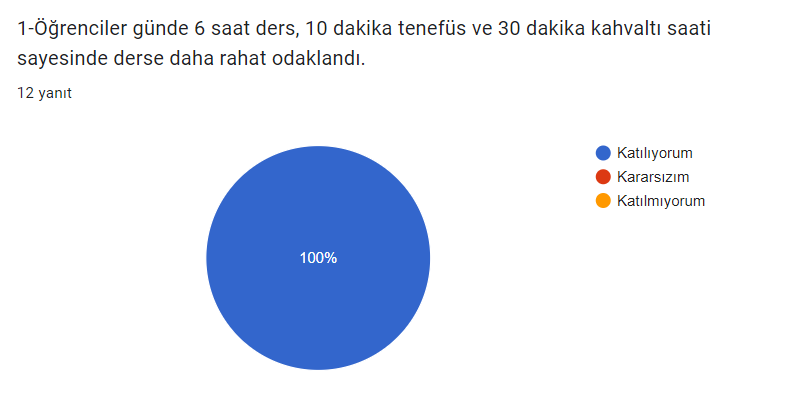 1-Öğrenciler günde 6 saat ders, 10 dakika tenefüs ve 30 dakika kahvaltı saati
sayesinde derse daha rahat odaklandı.
12 yanıt
Katılıyorum
Kararsızım
Katılmıyorum
100%